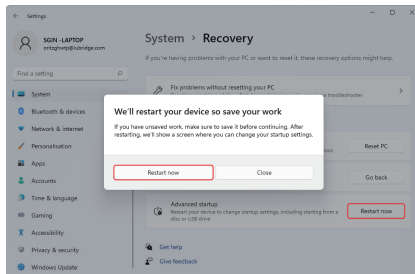 Settings
SGIN -LAPTOP
nritzghwtp@iubridge.com
Find a setting
System
Bluetooth & devices
Network & internet
Personalisation
Apps
Accounts
Time & language
Gaming
Accessibility
Privacy & security
Windows Update
System > Recovery
If you're having problems with your PC or want to reset it, these recovery options might help.
Fix problems without resetting your PC
troubleshooter
We'll restart your device so save your work
If you have unsaved work, make sure to save it before continuing. After
restarting, we'll show a screen where you can change your startup settings.
Restart now
Close
Reset PC
Go back
Advanced startup
Restart your device to change startup settings, including starting from a
disc or USB drive
Restart now
Get help
Give feedback